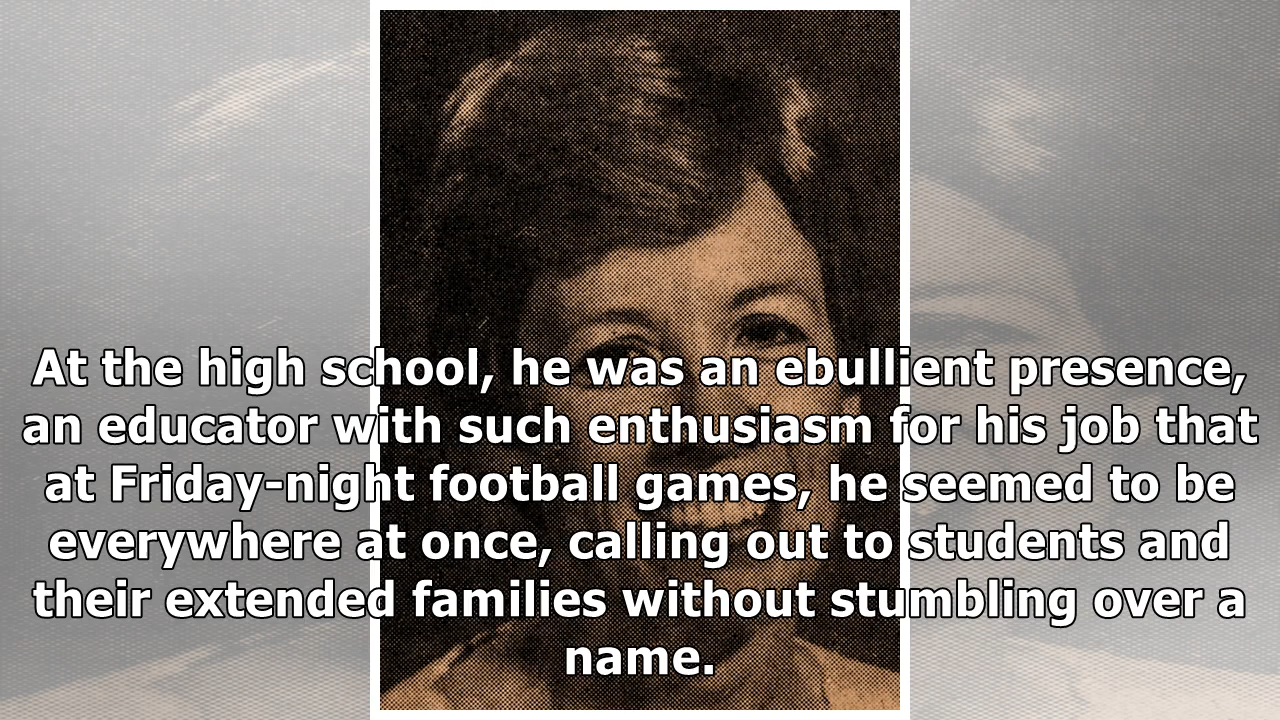 At the high school, he was an ebullient presence,
an educator with such enthusiasm for his job that
at Friday-night football games, he seemed to be
everywhere at once, calling out to students and
their extended families without stumbling over a
name.